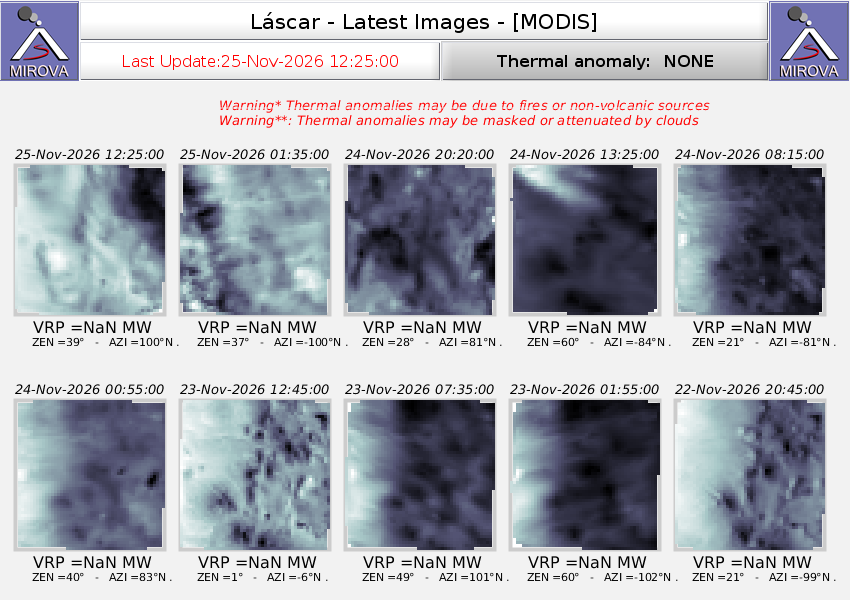 Láscar - Latest Images - [MODIS]
MIROVA
Last Update:25-Nov-2026 12:25:00
Thermal anomaly: NONE
MIROVA
Warning* Thermal anomalies may be due to fires or non-volcanic sources
Warning**: Thermal anomalies may be masked or attenuated by clouds
25-Nov-2026 12:25:00
25-Nov-2026 01:35:00
24-Nov-2026 20:20:00
24-Nov-2026 13:25:00
24-Nov-2026 08:15:00
VRP =NaN MW
VRP =NaN MW
VRP =NaN MW
VRP =NaN MW
VRP =NaN MW
ZEN =39° - AZI =100°N .
ZEN =37° - AZI =-100°N .
ZEN =28° - AZI =81°N .
ZEN =60° - AZI =-84°N .
ZEN =21° - AZI =-81°N .
24-Nov-2026 00:55:00
23-Nov-2026 12:45:00
23-Nov-2026 07:35:00
23-Nov-2026 01:55:00
22-Nov-2026 20:45:00
VRP =NaN MW
VRP =NaN MW
VRP =NaN MW
VRP =NaN MW
VRP =NaN MW
ZEN =40° - AZI =83°N .
ZEN =1° - AZI =-6°N .
ZEN =49° - AZI =101°N .
ZEN =60° - AZI =-102°N .
ZEN =21° - AZI =-99°N .